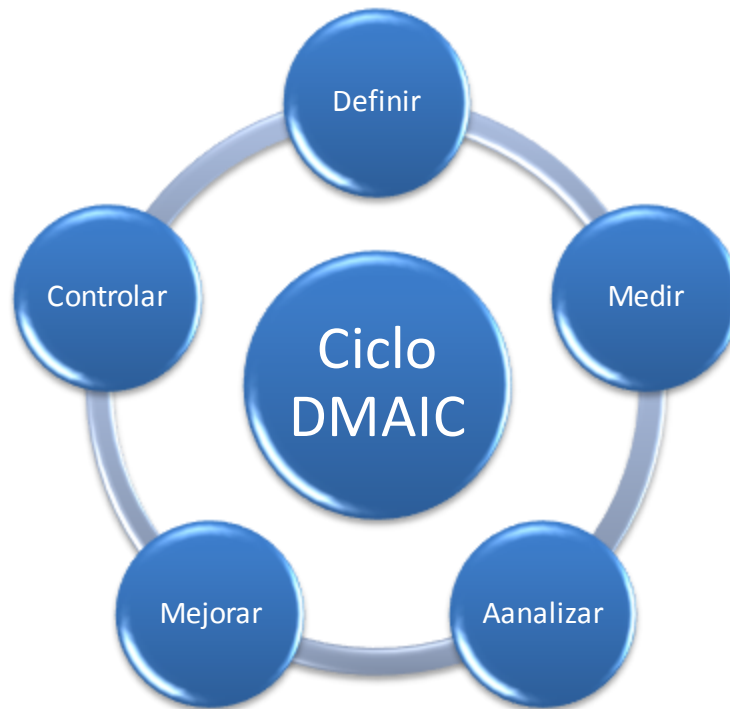 Definir
Medir
Aanalizar
Mejorar
Controlar
Ciclo
DMAIC